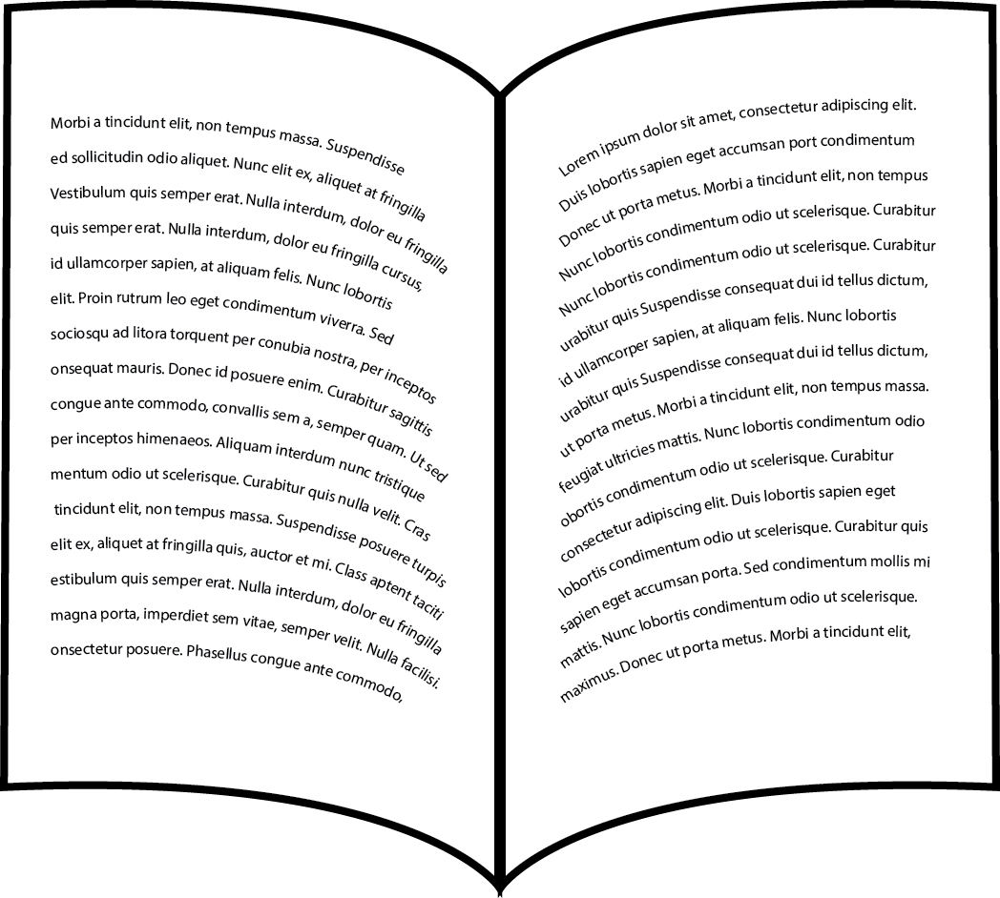 Morbi a tincidunt elit, non tempus massa. Suspendisse
ed sollicitudin odio aliquet. Nunc elit ex, aliquet at fringilla
Vestibulum quis semper erat. Nulla interdum, dolor eu fringilla
quis semper erat. Nulla interdum, dolor eu fringilla cursus,
id ullamcorper sapien, at aliquam felis. Nunc lobortis
elit. Proin rutrum leo eget condimentum viverra. Sed
sociosqu ad litora torquent per conubia nostra, per inceptos
onsequat mauris. Donec id posuere enim. Curabitur sagittis
congue ante commodo, convallis sem a, semper quam. Ut sed
per inceptos himenaeos. Aliquam interdum nunc tristique
mentum odio ut scelerisque. Curabitur quis nulla velit. Cras
tincidunt elit, non tempus massa. Suspendisse posuere turpis
elit ex, aliquet at fringilla quis, auctor et mi. Class aptent taciti
estibulum quis semper erat. Nulla interdum, dolor eu fringilla
magna porta, imperdiet sem vitae, semper velit. Nulla facilisi.
onsectetur posuere. Phasellus congue ante commodo,
Lorem ipsum dolor sit amet, consectetur adipiscing elit.
Duis lobortis sapien eget accumsan port condimentum
Donec ut porta metus. Morbi a tincidunt elit, non tempus
Nunc lobortis condimentum odio ut scelerisque. Curabitur
Nunc lobortis condimentum odio ut scelerisque. Curabitur
urabitur quis Suspendisse consequat dui id tellus dictum,
id ullamcorper sapien, at aliquam felis. Nunc lobortis
urabitur quis Suspendisse consequat dui id tellus dictum,
ut porta metus. Morbi a tincidunt elit, non tempus massa.
feugiat ultricies mattis. Nunc lobortis condimentum odio
obortis condimentum odio ut scelerisque. Curabitur
consectetur adipiscing elit. Duis lobortis sapien eget
lobortis condimentum odio ut scelerisque. Curabitur quis
sapien eget accumsan porta. Sed condimentum mollis mi
mattis. Nunc lobortis condimentum odio ut scelerisque.
maximus. Donec ut porta metus. Morbi a tincidunt elit,